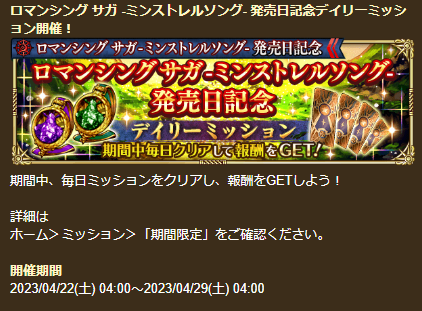 ロマンシング サガ -ミンストレルソング- 発売日記念デイリーミッシ
ョン開催！
ロマンシング サガ -ミンストレルソング- 発売日記念
ロマンシング サガ -ミンストレルソング-
発売日記念
デイリーミッション
期間中毎日クリアして報酬をGET!
期間中、毎日ミッションをクリアし、報酬をGETしよう！
詳細は
ホーム＞ミッション＞「期間限定」をご確認ください。
開催期間
2023/04/22(土) 04:00～2023/04/29(土) 04:00